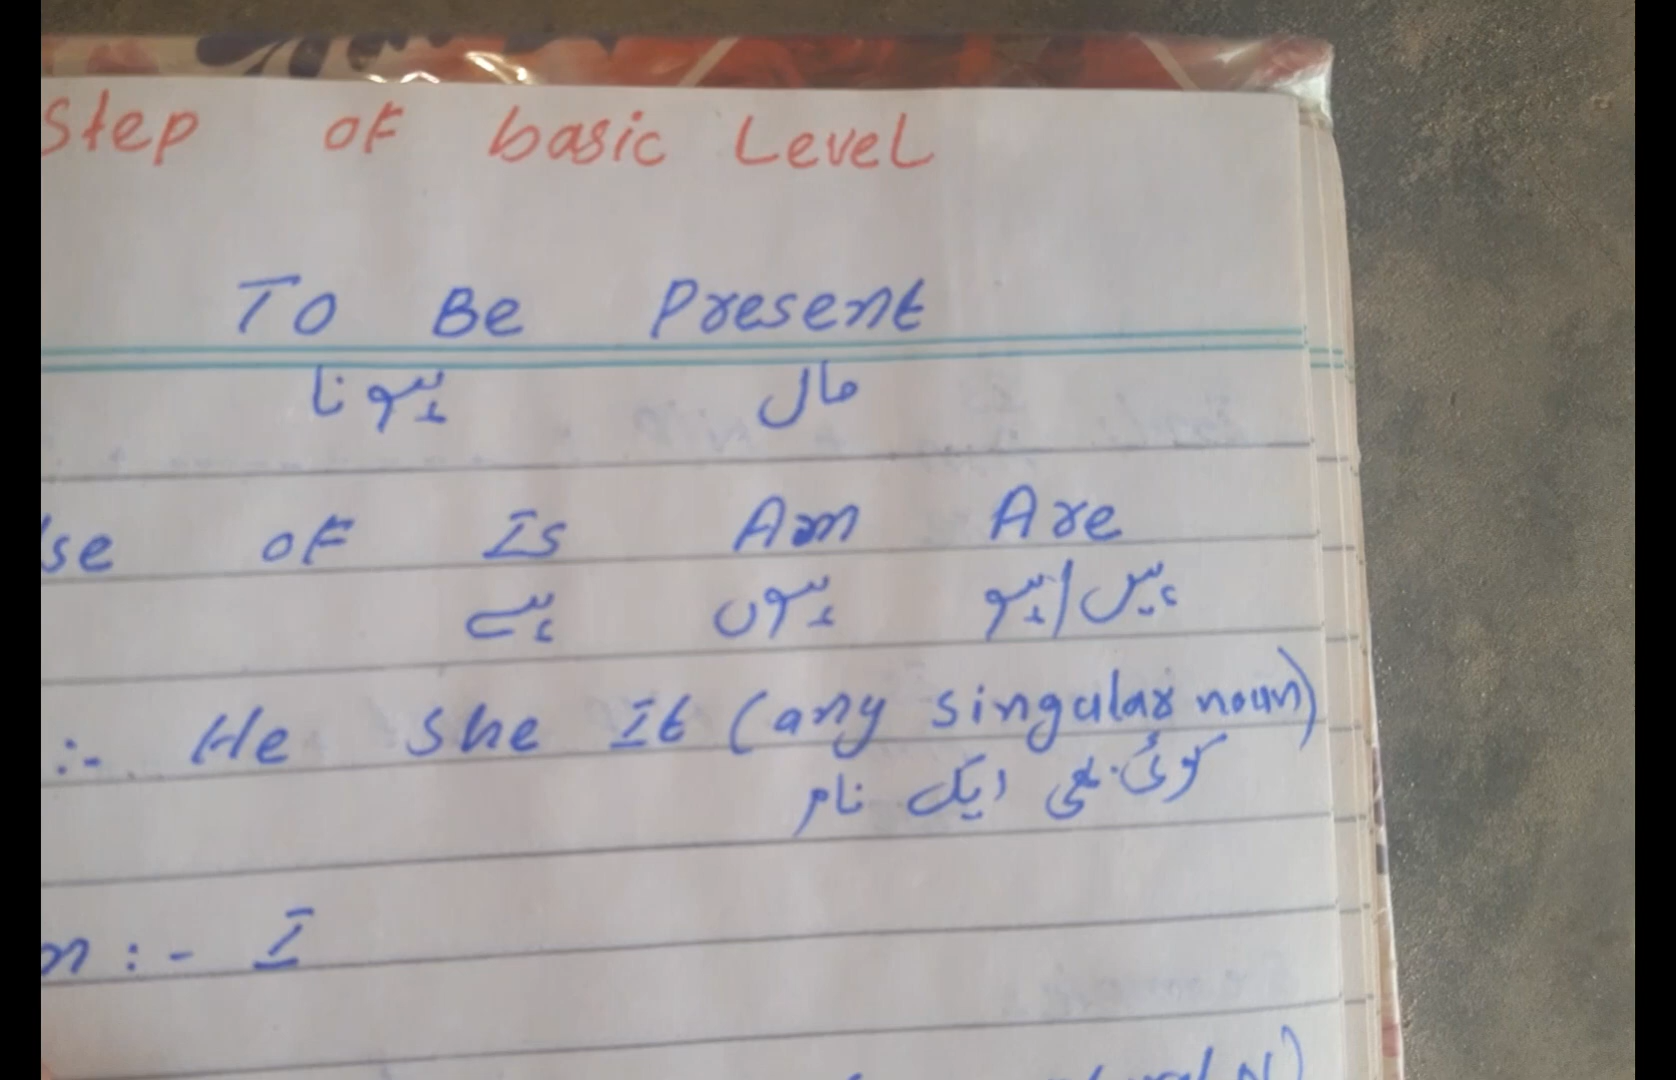 Step of basic Level
To Be Present
ہونا حال
se of Is Am Are
ہے ہوں ہیں/ہو
:- He She It (any singular noun)
کوئی بھی ایک نام
m :- I